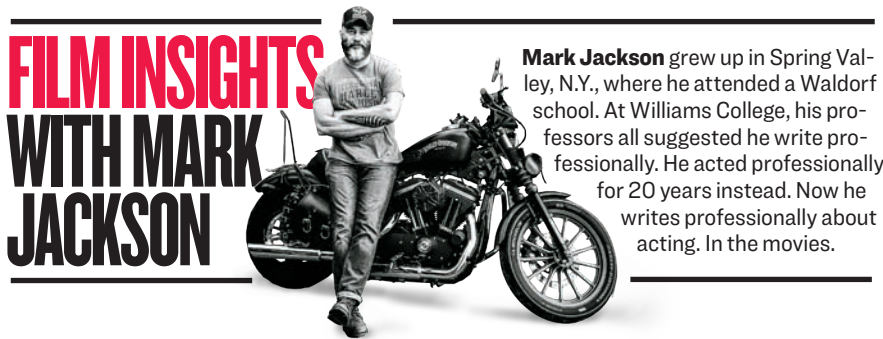 FILM INSIGHTS
WITH MARK
JACKSON
Mark Jackson grew up in Spring Val-
ley, N.Y., where he attended a Waldorf
school. At Williams College, his pro-
fessors all suggested he write pro-
fessionally. He acted professionally
for 20 years instead. Now he
writes professionally about
acting. In the movies.